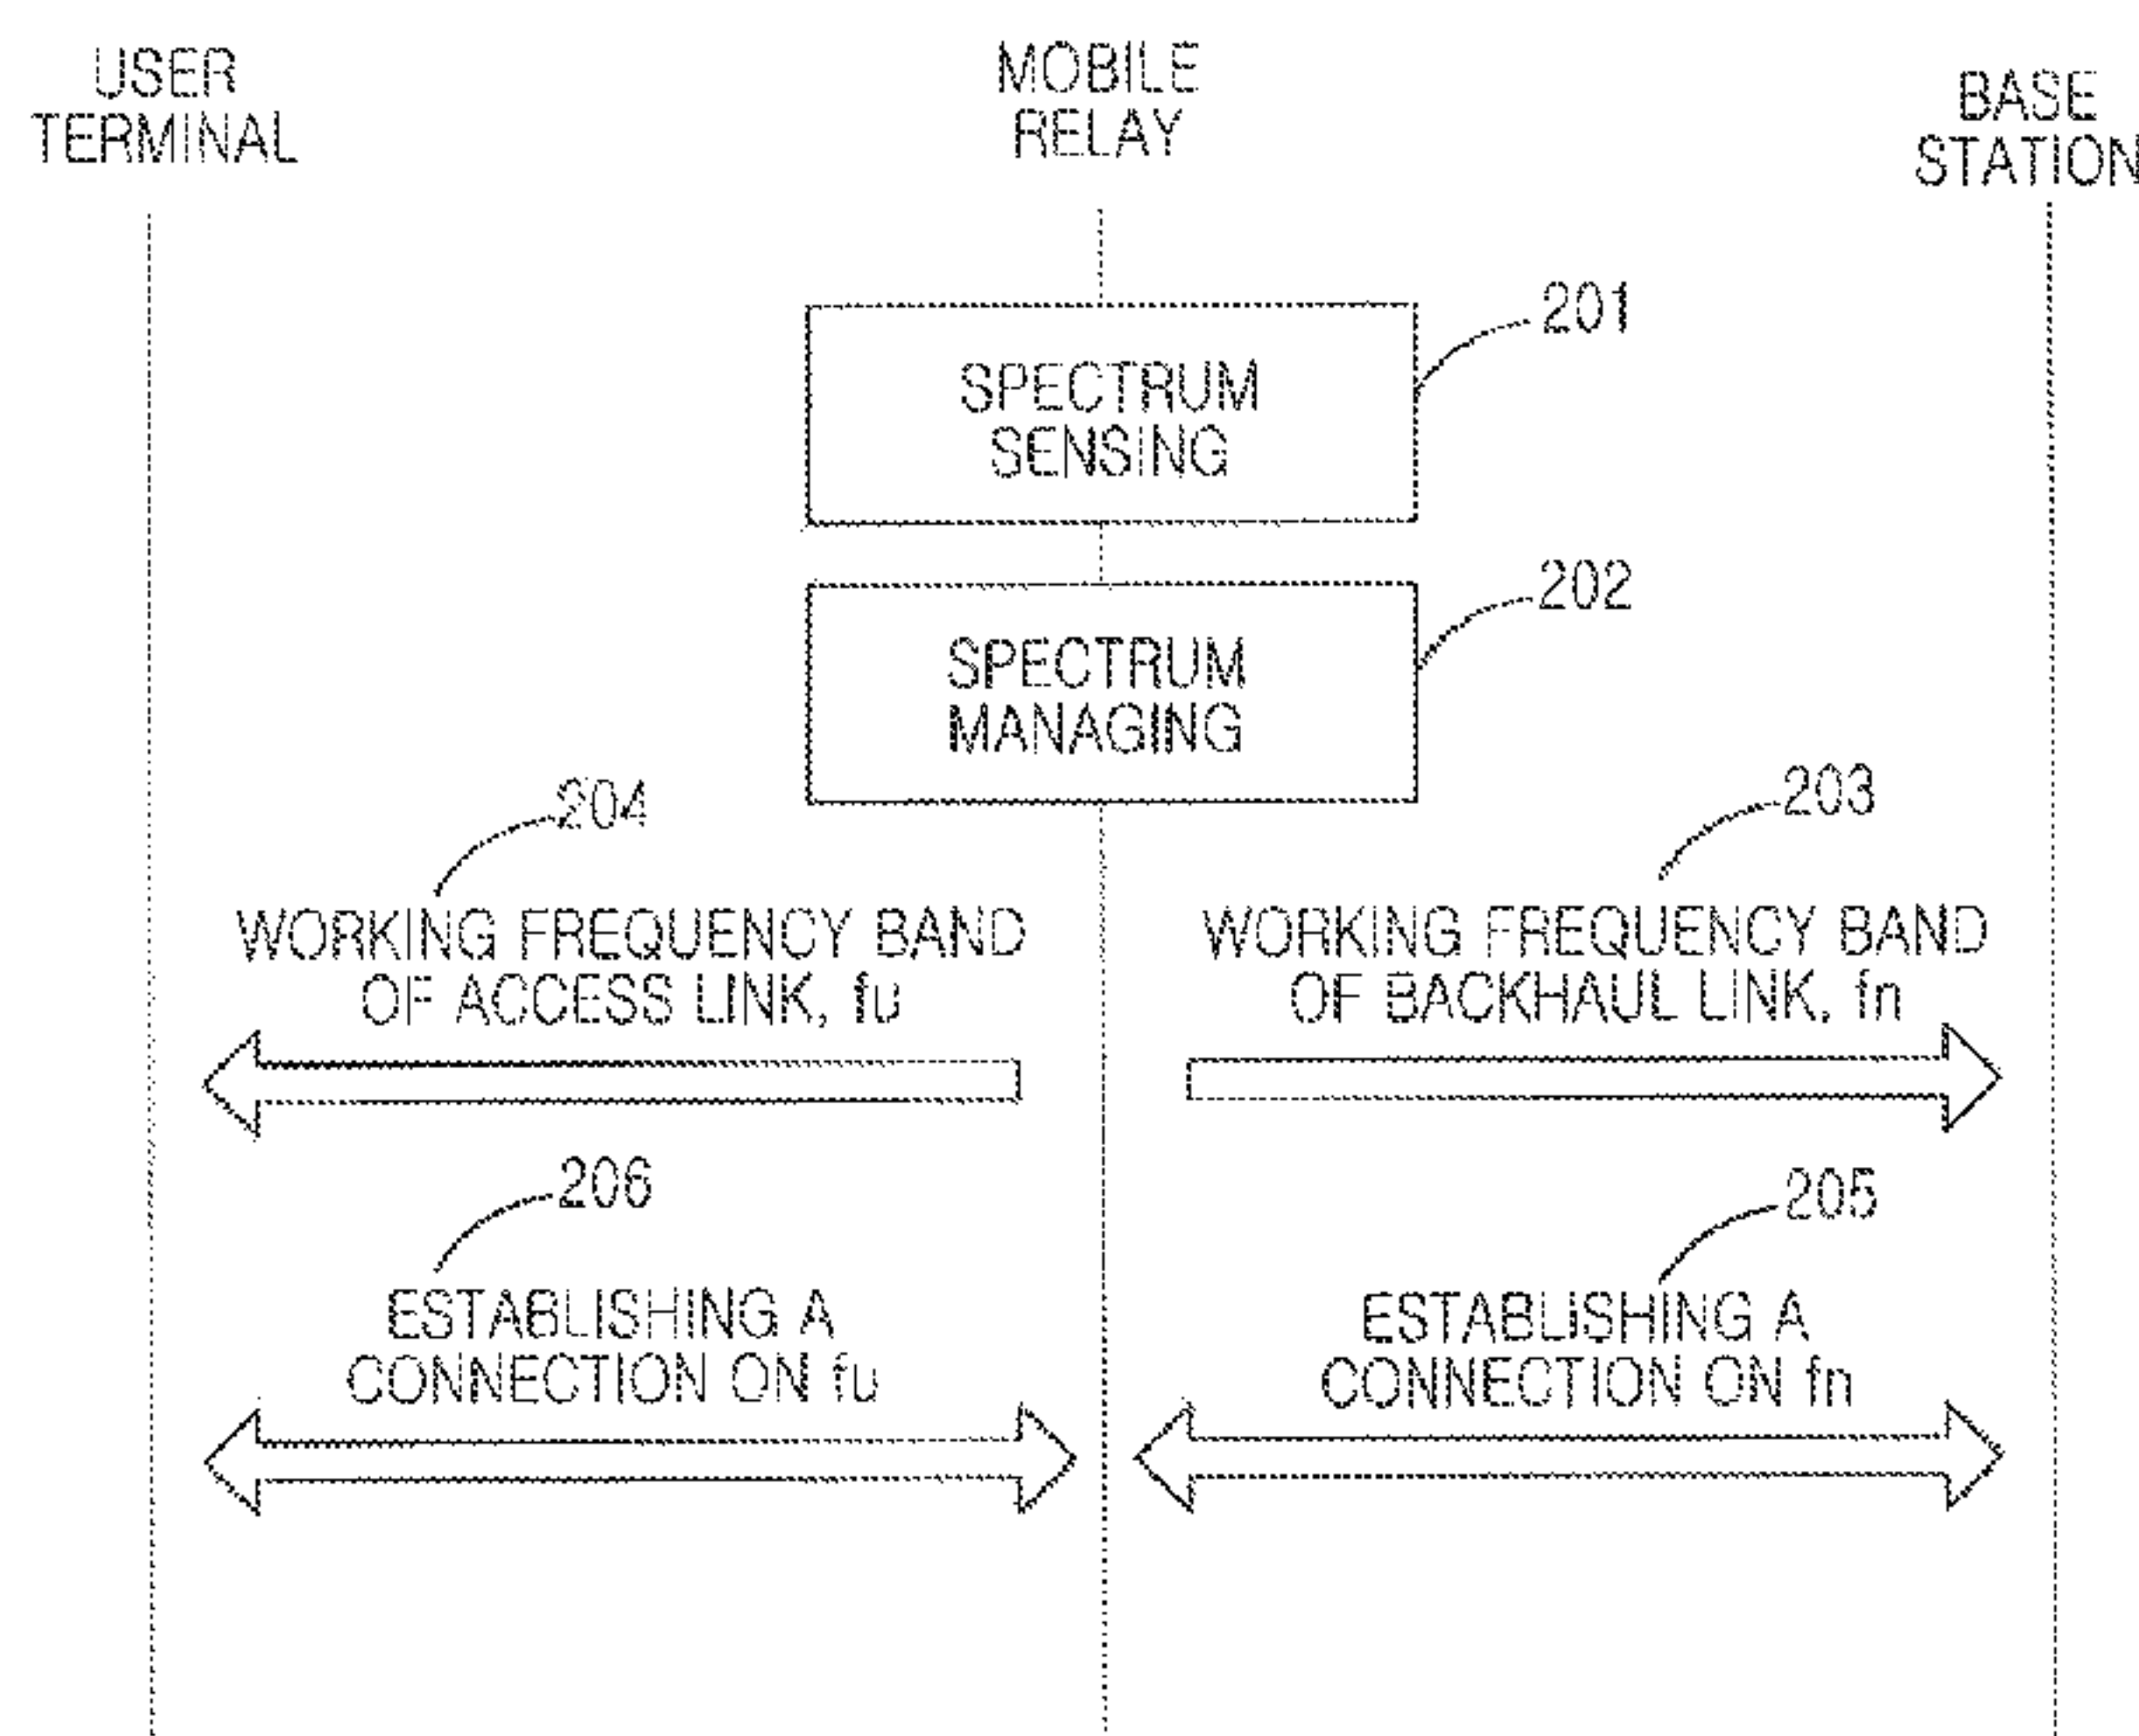 USER
TERMINAL
MOBILE
RELAY
BASE
STATION
201
SPECTRUM
SENSING
202
SPECTRUM
MANAGING
204
203
WORKING FREQUENCY BAND
OF ACCESS LINK, fu
WORKING FREQUENCY BAND
OF BACKHAUL LINK, fn
206
205
ESTABLISHING A
CONNECTION ON fu
ESTABLISHING A
CONNECTION ON fn